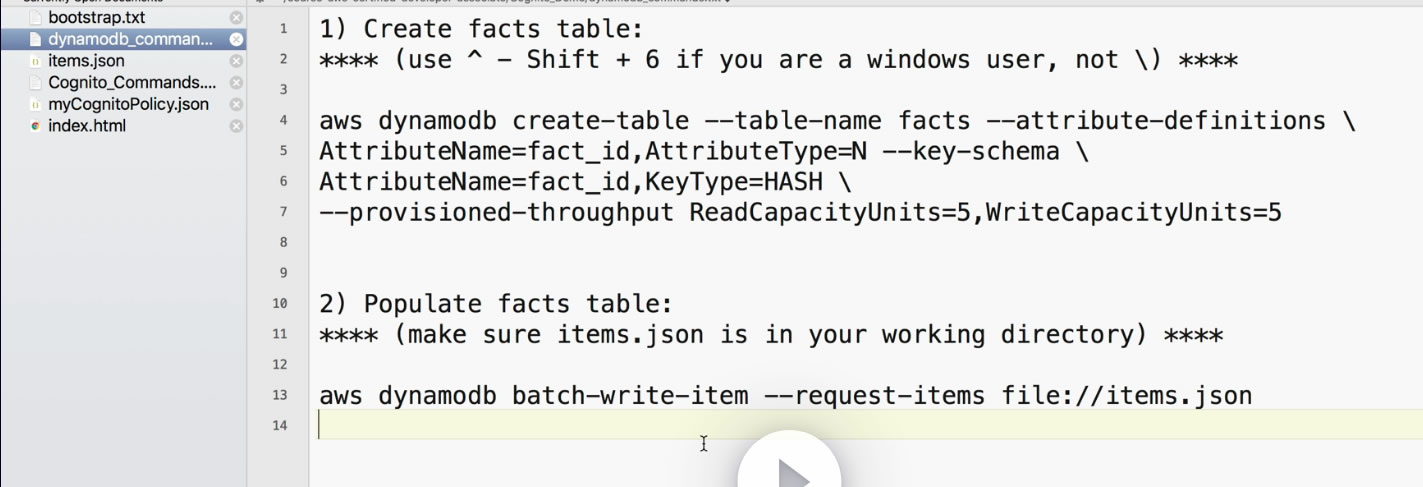 bootstrap.txt
dynamodb_comman...
items.json
Cognito_Commands....
myCognitoPolicy.json
index.html
1 1) Create facts table:
2 **** (use ^ - Shift + 6 if you are a windows user, not \) ****
3
4 aws dynamodb create-table --table-name facts --attribute-definitions \
5 AttributeName=fact_id,AttributeType=N --key-schema \
6 AttributeName=fact_id,KeyType=HASH \
7 --provisioned-throughput ReadCapacityUnits=5,WriteCapacityUnits=5
8
9
10 2) Populate facts table:
11 **** (make sure items.json is in your working directory) ****
12
13 aws dynamodb batch-write-item --request-items file://items.json
14